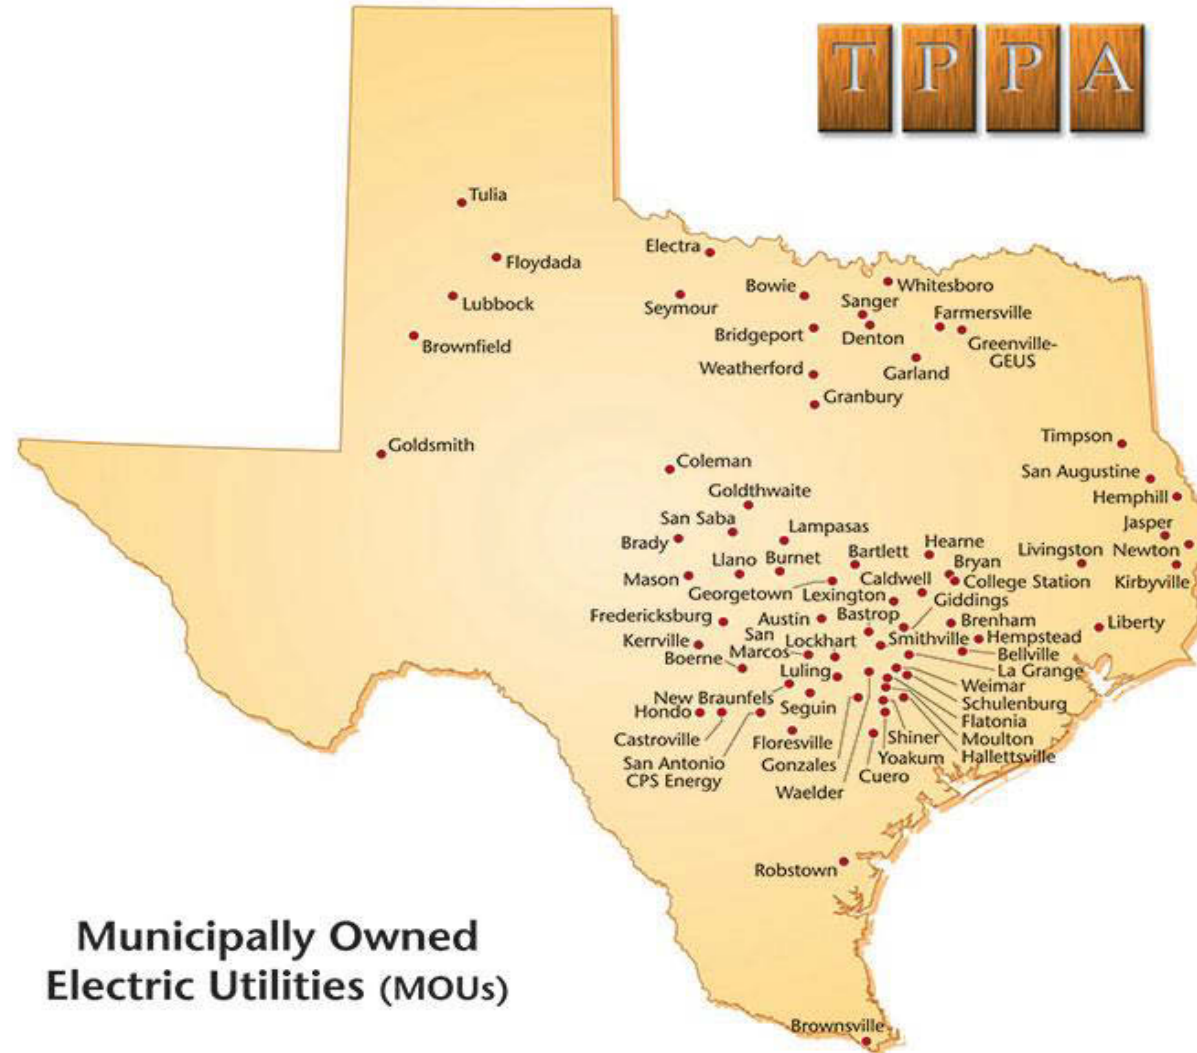 TPPA
Tulia
Floydada
Lubbock
Brownfield
Goldsmith
Electra
Seymour
Bowie
Bridgeport
Weatherford
Granbury
Whitesboro
Sanger
Denton
Farmersville
Greenville-
GEUS
Garland
Timpson
San Augustine
Hemphill
Jasper
Newton
Kirbyville
Livingston
Liberty
Coleman
Goldthwaite
San Saba
Lampasas
Brady
Mason
Llano
Burnet
Bartlett
Georgetown
Hearne
Bryan
College Station
Caldwell
Lexington
Giddings
Fredericksburg
Austin
Bastrop
Brenham
Kerrville
San
Marcos
Lockhart
Smithville
Hempstead
Bellville
Boerne
Luling
La Grange
Weimar
New Braunfels
Seguin
Schulenburg
Hondo
Flatonia
Castroville
Floresville
Shiner
Moulton
San Antonio
CPS Energy
Gonzales
Yoakum
Hallettsville
Cuero
Waelder
Robstown
Brownsville
Municipally Owned
Electric Utilities (MOUs)